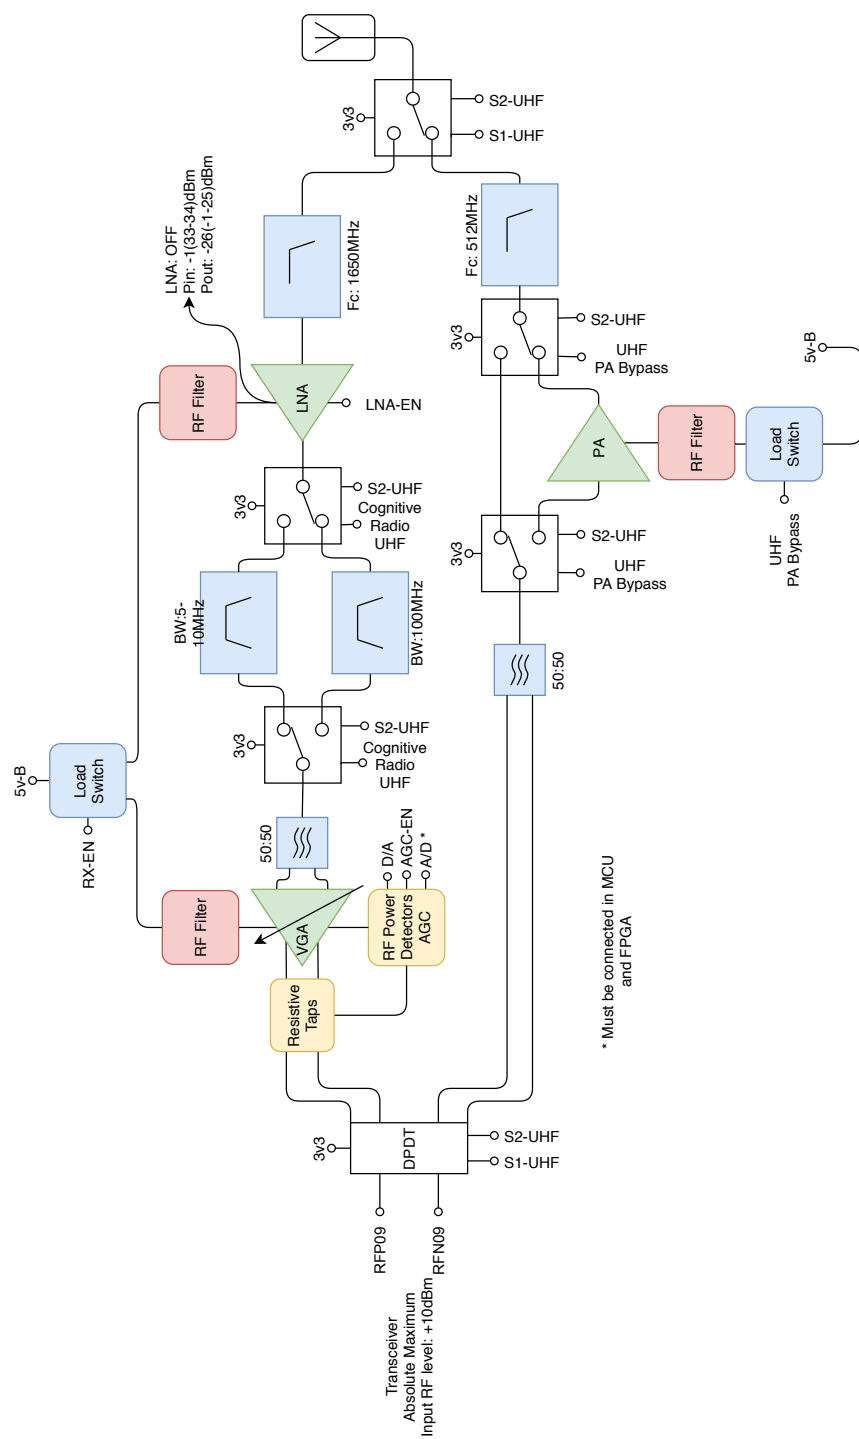 S2-UHF
S1-UHF
3v3
LNA: OFF
Pin: -1(33-34)dBm
Pout: -26(-1-25)dBm
Fc: 1650MHz
Fc: 512MHz
S2-UHF
UHF
PA Bypass
3v3
5v-B
RF Filter
LNA
LNA-EN
PA
RF Filter
Load
Switch
UHF
PA Bypass
3v3
S2-UHF
Cognitive
Radio
UHF
3v3
S2-UHF
UHF
PA Bypass
BW:5-
10MHz
BW:100MHz
50:50
3v3
S2-UHF
Cognitive
Radio
UHF
5v-B
Load
Switch
RX-EN
50:50
RF Filter
VGA
RF Power
Detectors
AGC
D/A
AGC-EN
A/D *
Resistive
Taps
* Must be connected in MCU
and FPGA
3v3
DPDT
S2-UHF
S1-UHF
RFP09
RFN09
Transceiver
Absolute Maximum
Input RF level: +10dBm